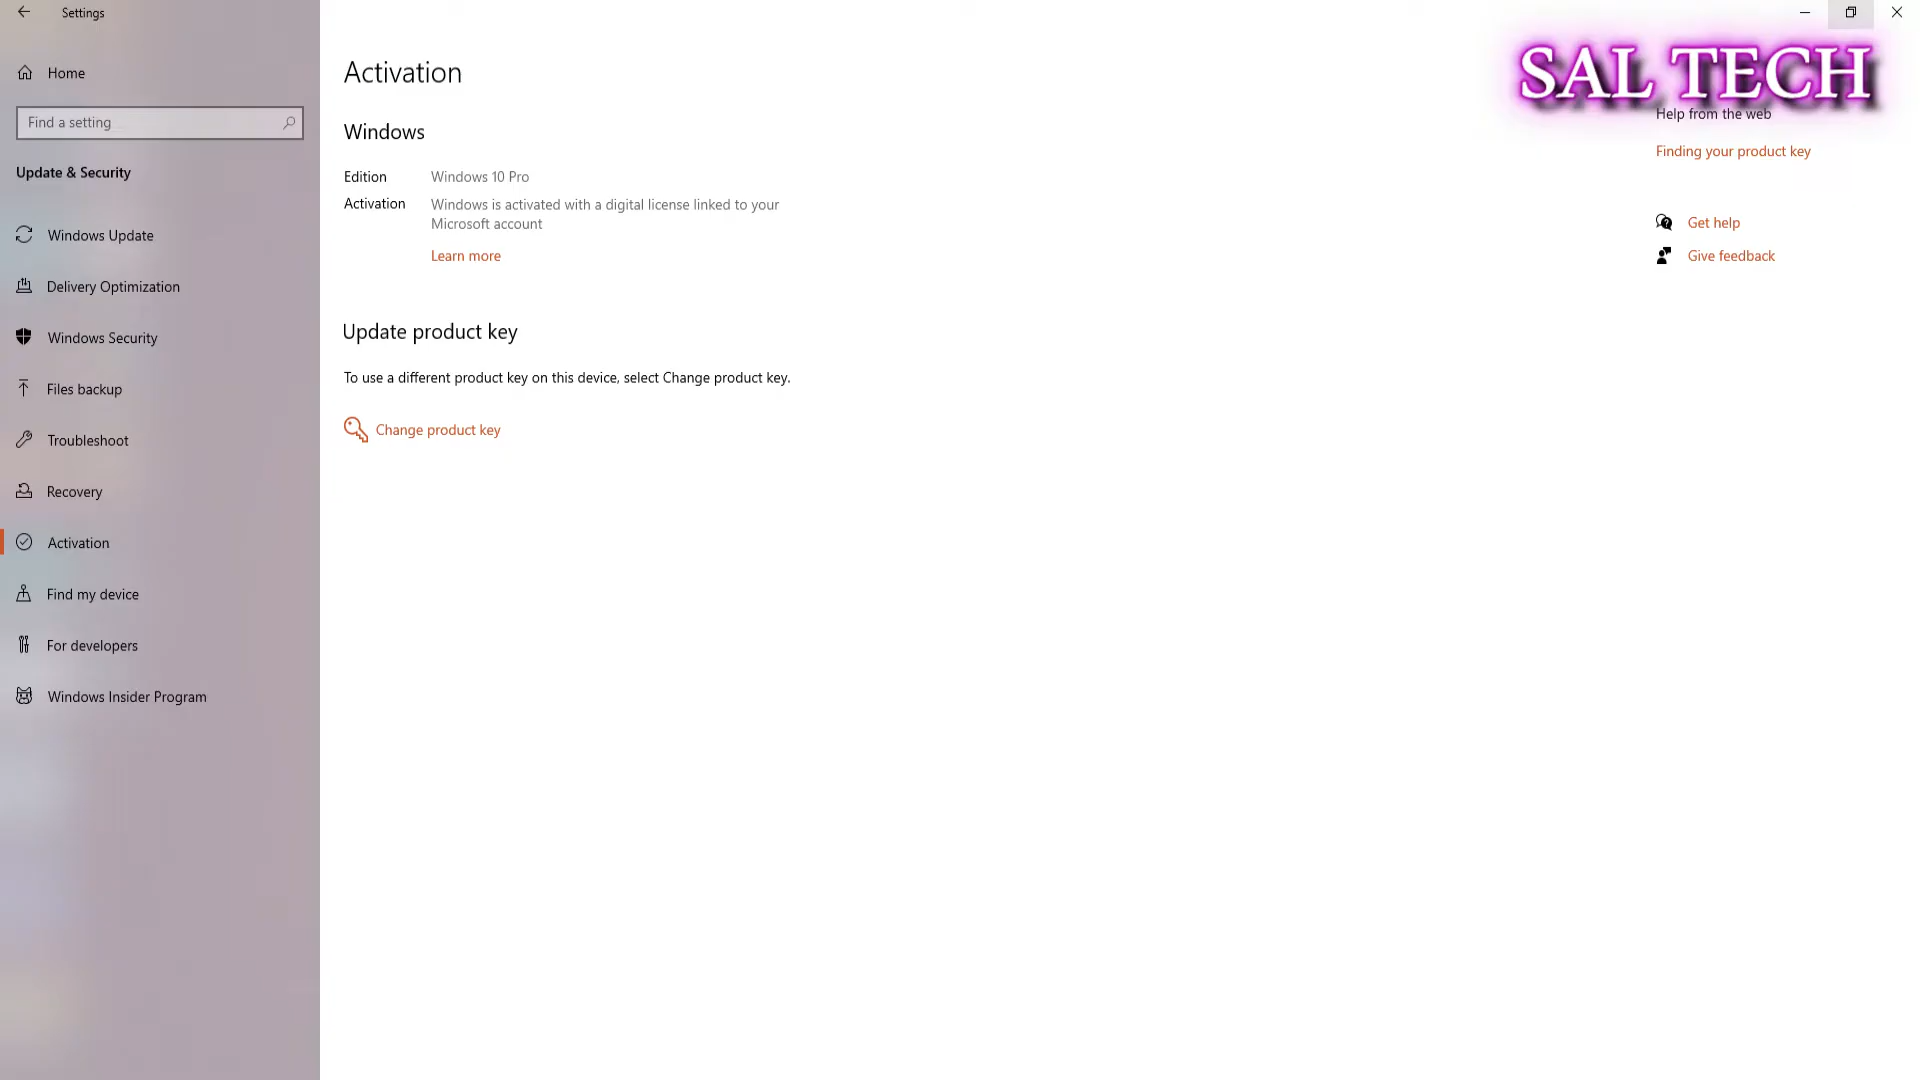 Settings
Home
Find a setting
Update & Security
Windows Update
Delivery Optimization
Windows Security
Files backup
Troubleshoot
Recovery
Activation
Find my device
For developers
Windows Insider Program
Activation
Windows
Edition Windows 10 Pro
Activation Windows is activated with a digital license linked to your
Microsoft account
Learn more
Update product key
To use a different product key on this device, select Change product key.
Change product key
SAL TECH
Help from the web
Finding your product key
Get help
Give feedback